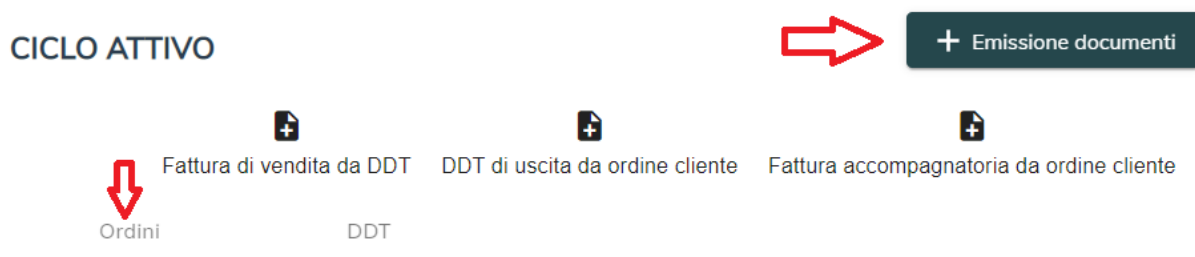 CICLO ATTIVO
+ Emissione documenti
Fattura di vendita da DDT
DDT di uscita da ordine cliente
Fattura accompagnatoria da ordine cliente
Ordini
DDT